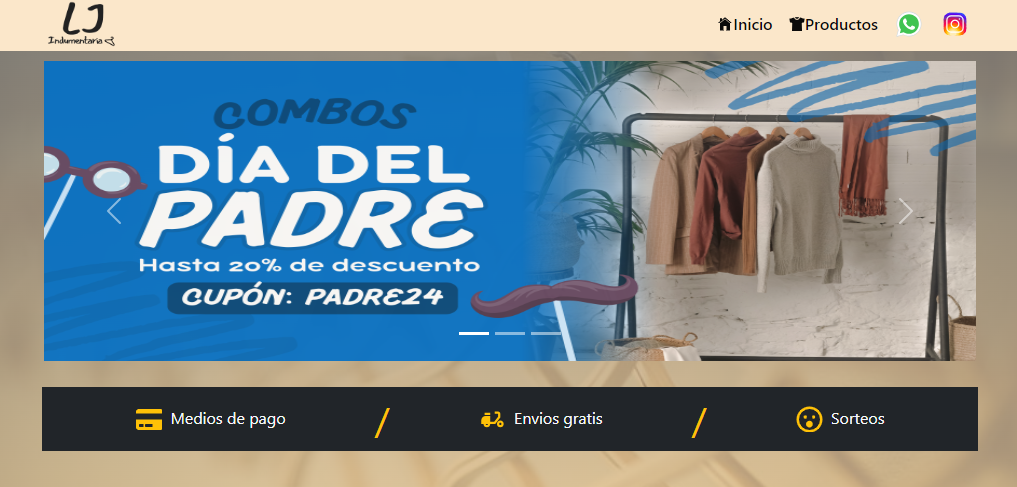 LJ
Indumentaria
Inicio
Productos
COMBOS
DÍA DEL
PADRE
Hasta 20% de descuento
CUPÓN: PADRE24
Medios de pago
/
Envios gratis
/
Sorteos